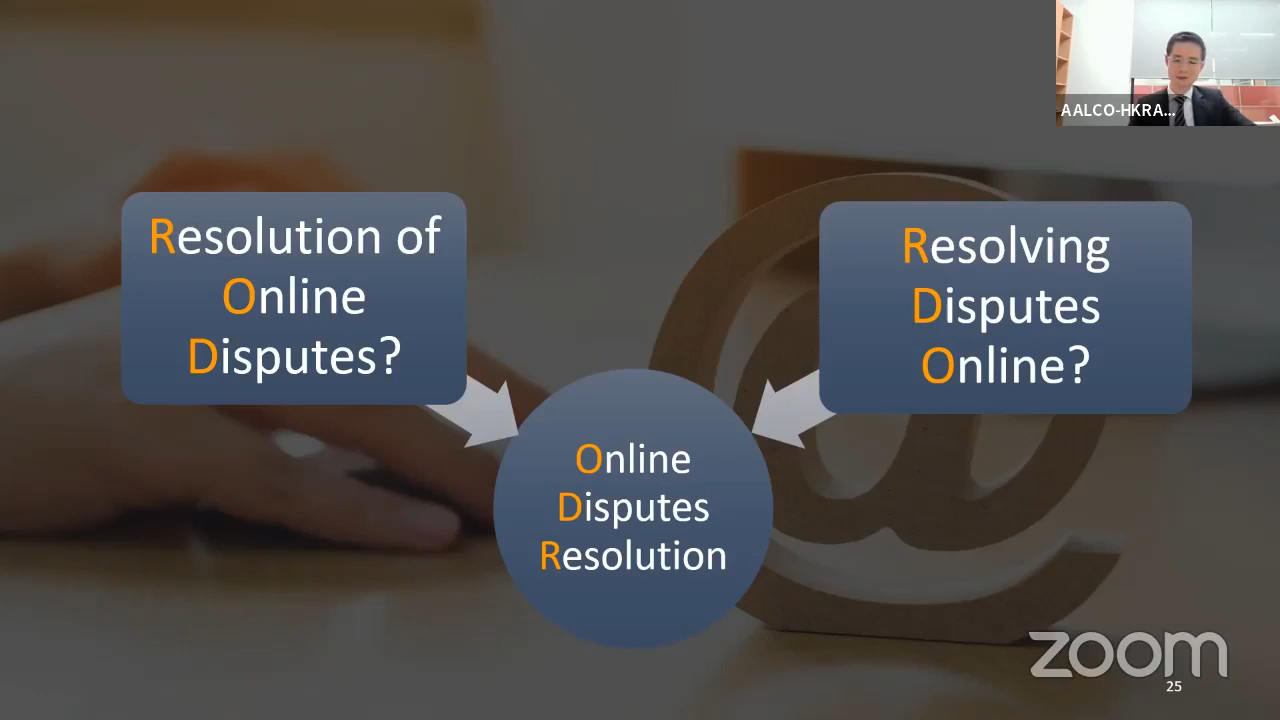 AALCO-HKRA...
Resolution of
Online
Disputes?
Resolving
Disputes
Online?
Online
Disputes
Resolution
zoom
25